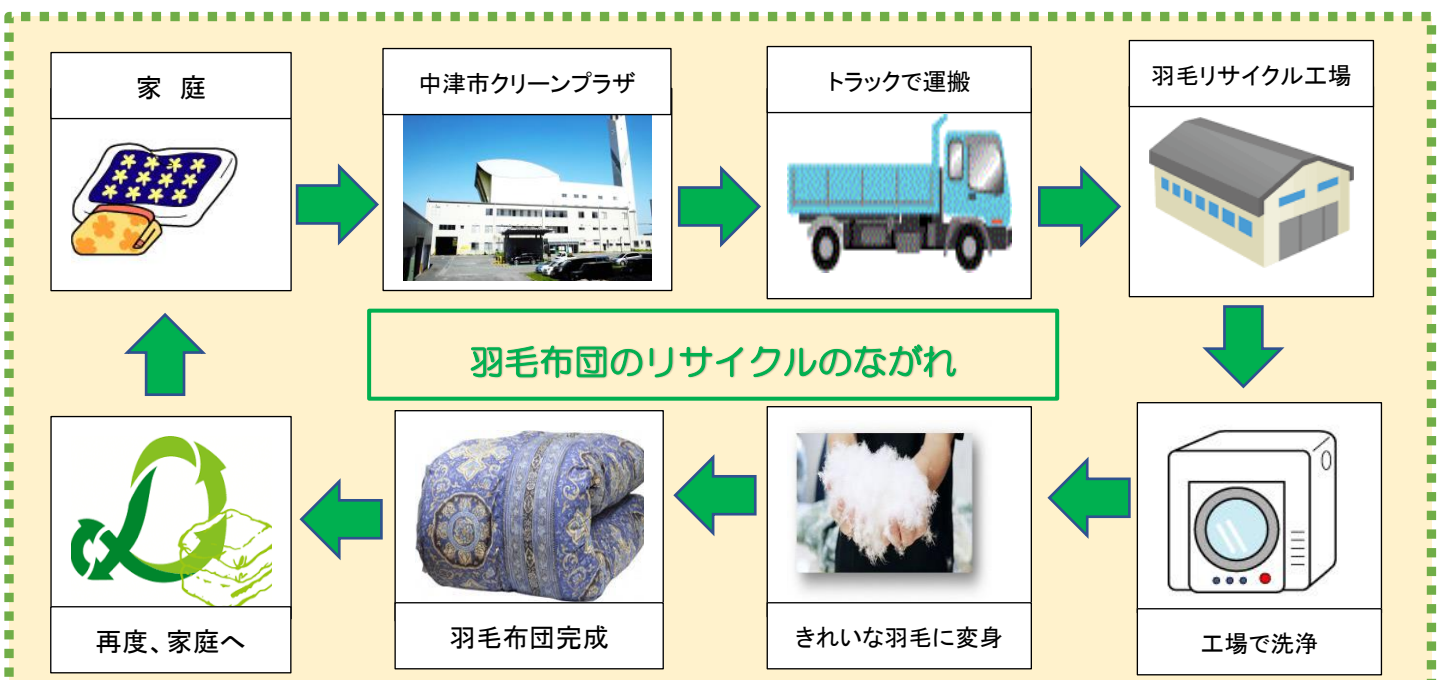 家 庭
中津市クリーンプラザ
トラックで運搬
羽毛リサイクル工場
羽毛布団のリサイクルのながれ
工場で洗浄
きれいな羽毛に変身
羽毛布団完成
再度、家庭へ